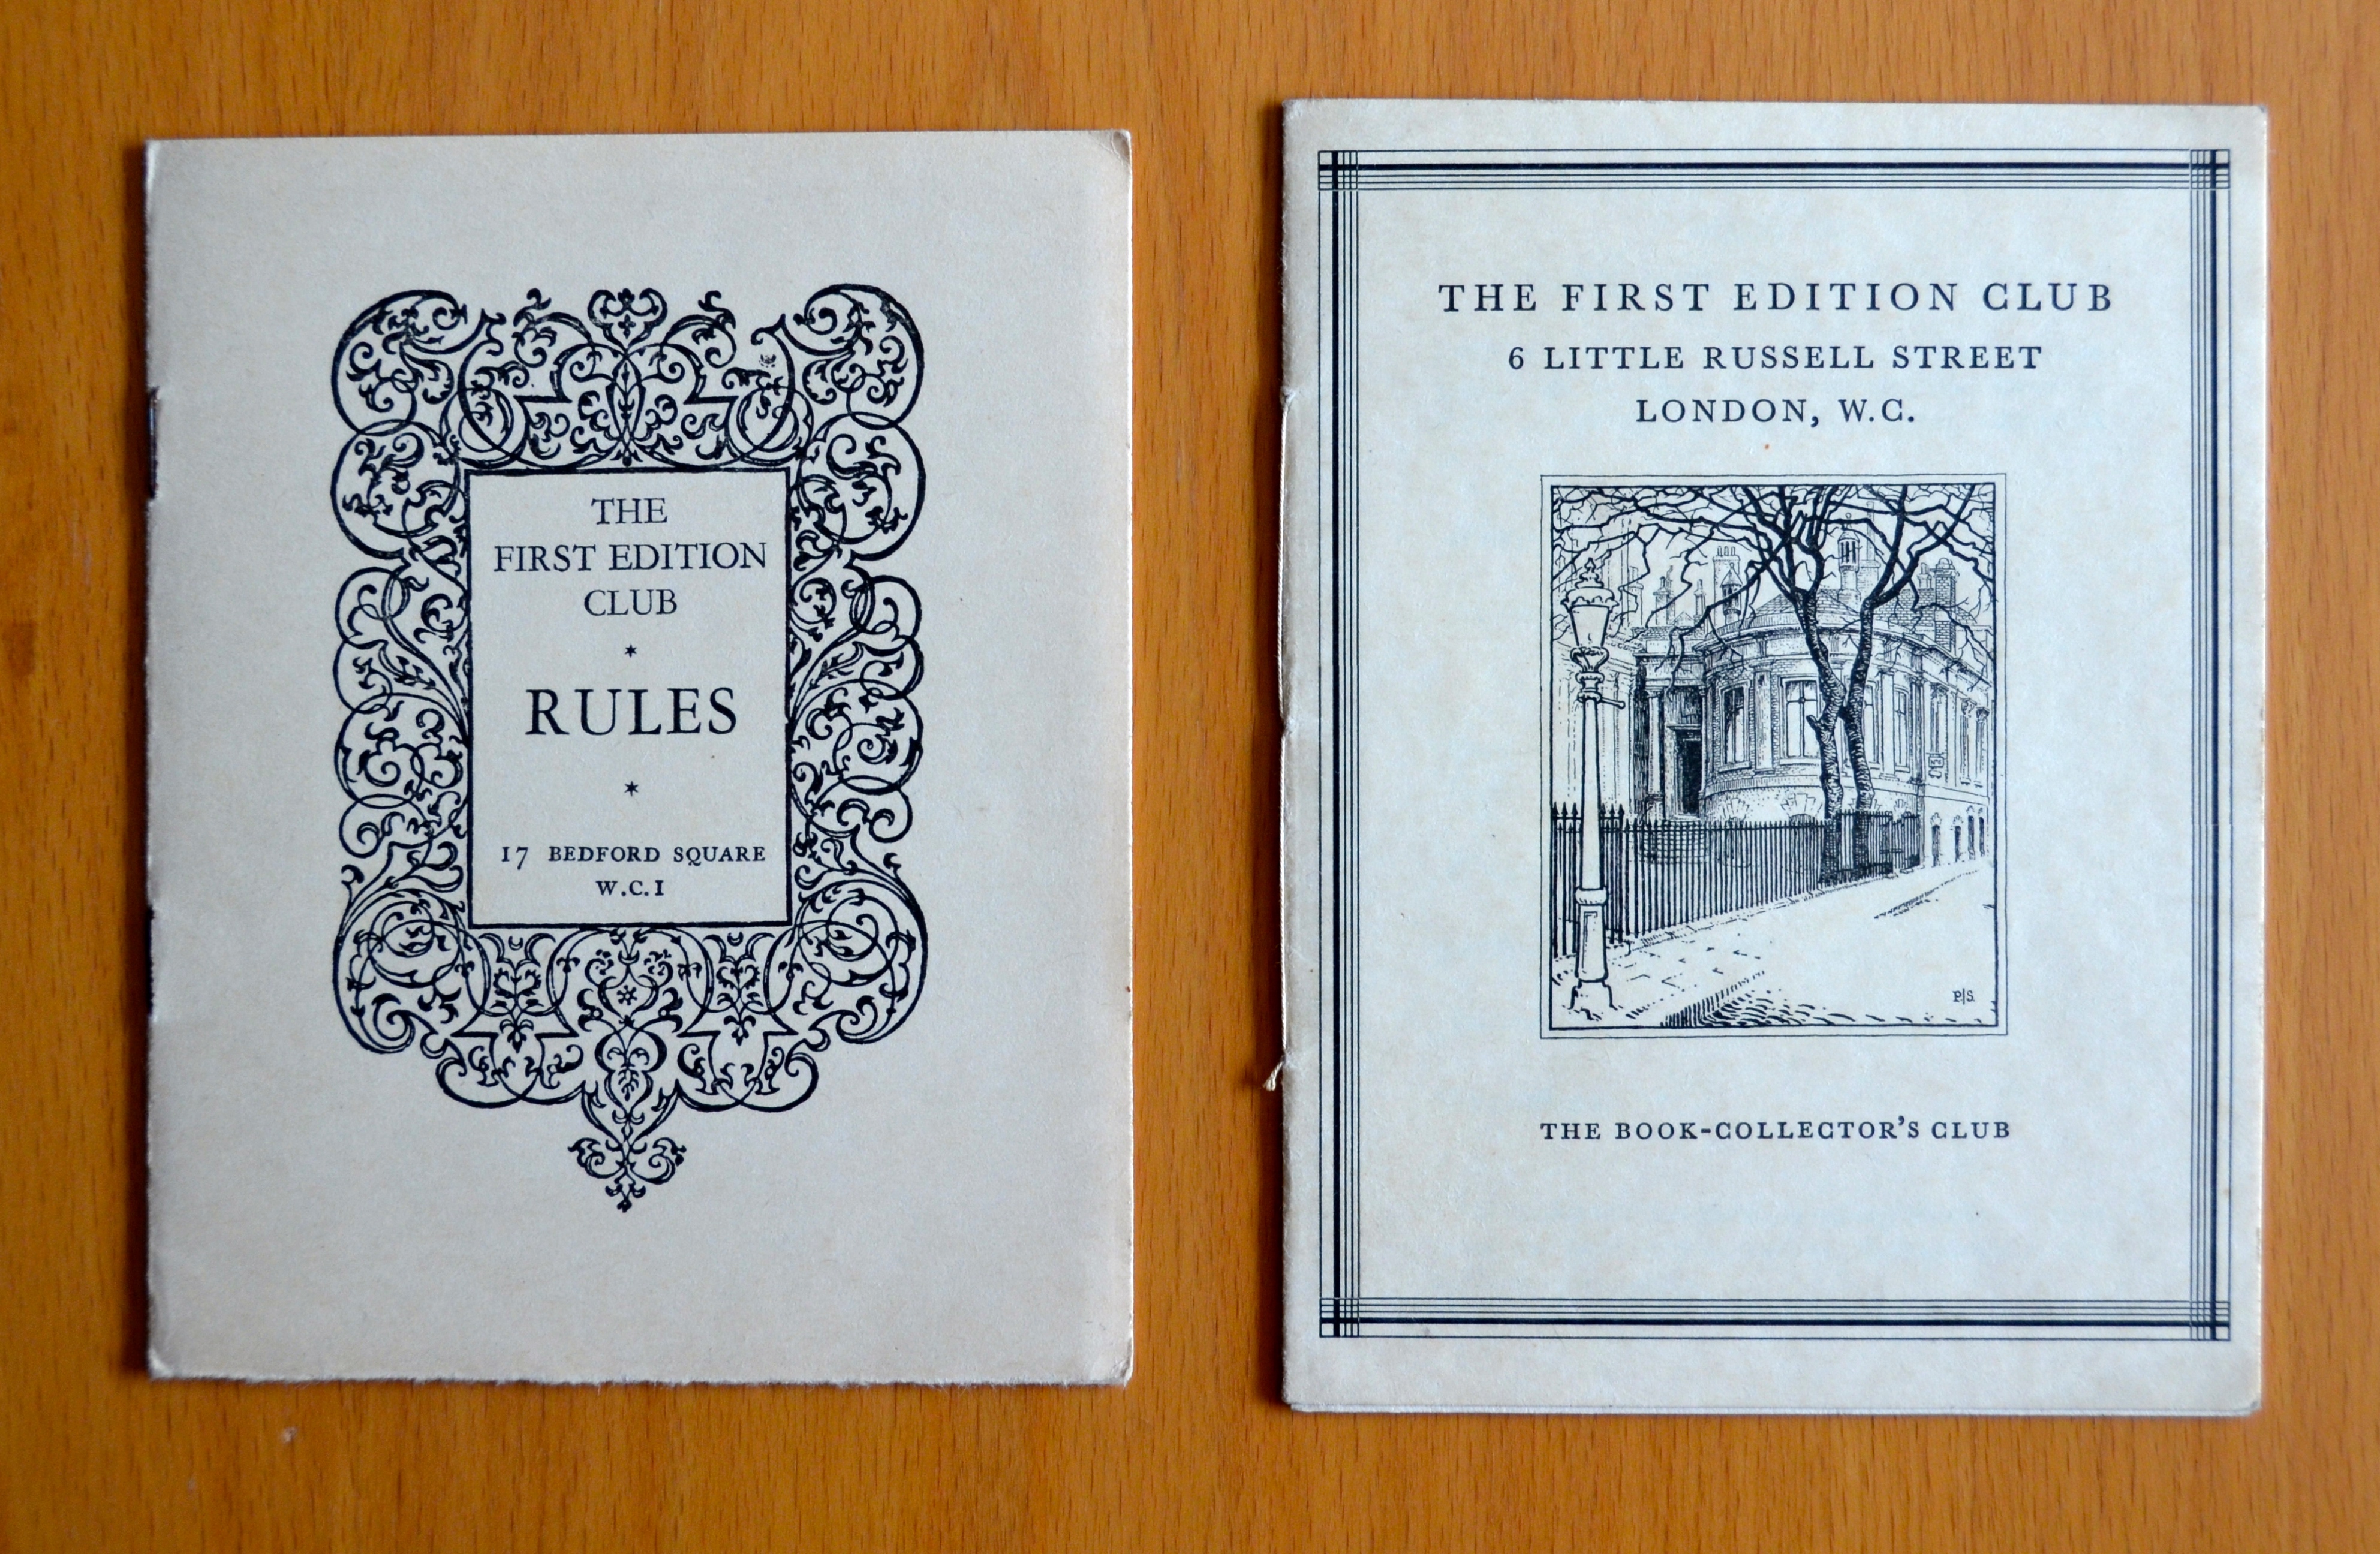 THE
FIRST EDITION
CLUB
*
RULES
*
17 BEDFORD SQUARE
W.C.1
THE FIRST EDITION CLUB
6 LITTLE RUSSELL STREET
LONDON, W.C.
P|S.
THE BOOK-COLLECTOR'S CLUB